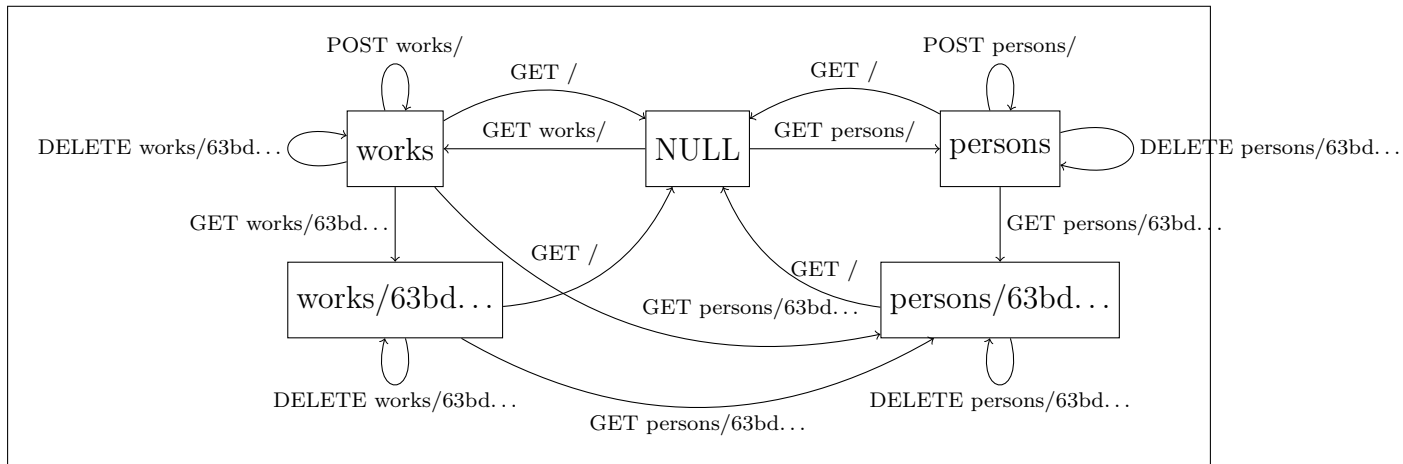 POST works/
POST persons/
GET /
GET /
GET works/
GET persons/
DELETE works/63bd...
works
NULL
persons
DELETE persons/63bd...
GET works/63bd...
GET persons/63bd...
GET /
GET /
works/63bd...
GET persons/63bd...
persons/63bd...
DELETE works/63bd...
DELETE persons/63bd...
GET persons/63bd...